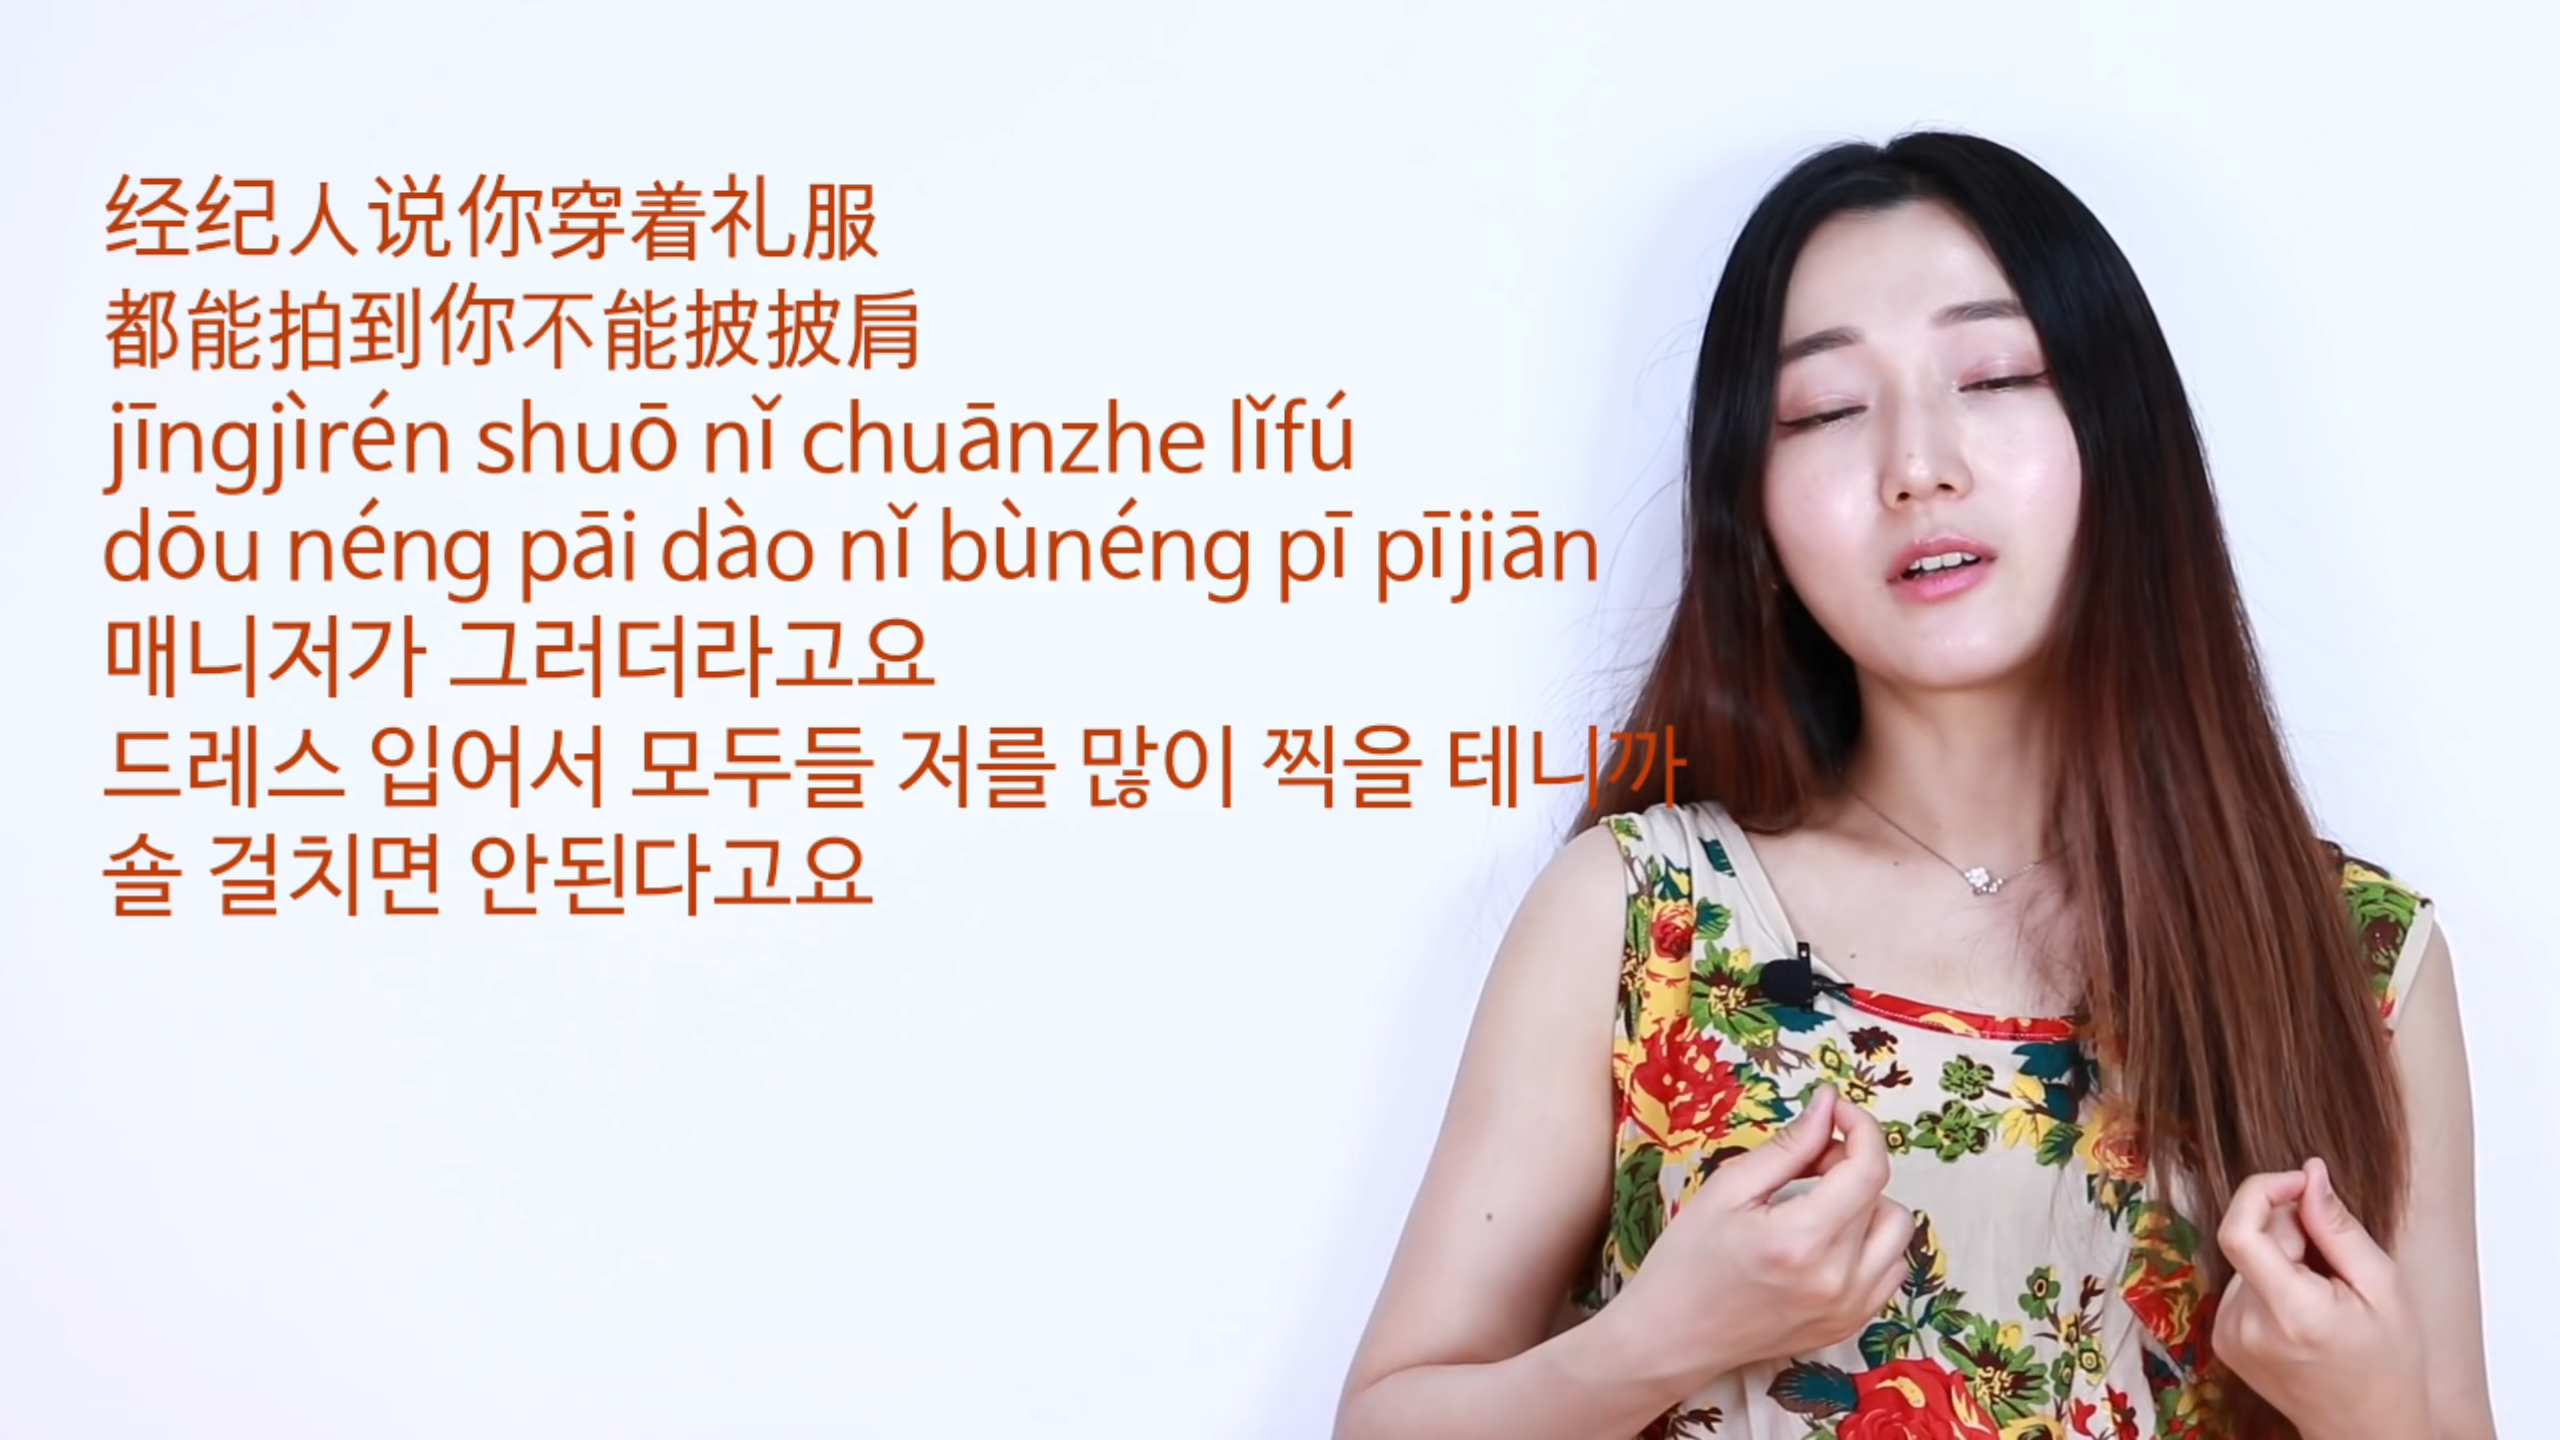 经纪人说你穿着礼服
都能拍到你不能披披肩
jīngjìrén shuō nǐ chuānzhe lǐfú
dōu néng pāi dào nǐ bùnéng pī pījiān
매니저가 그러더라고요
드레스 입어서 모두들 저를 많이 찍을 테니까
숄 걸치면 안된다고요